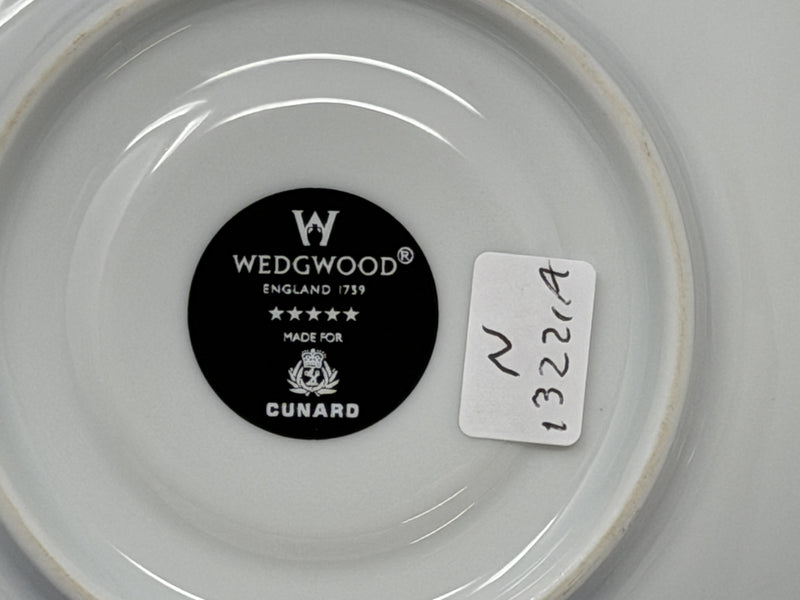 W
WEDGWOOD®
ENGLAND 1759
★★★★★
MADE FOR
CUNARD
N
13221A